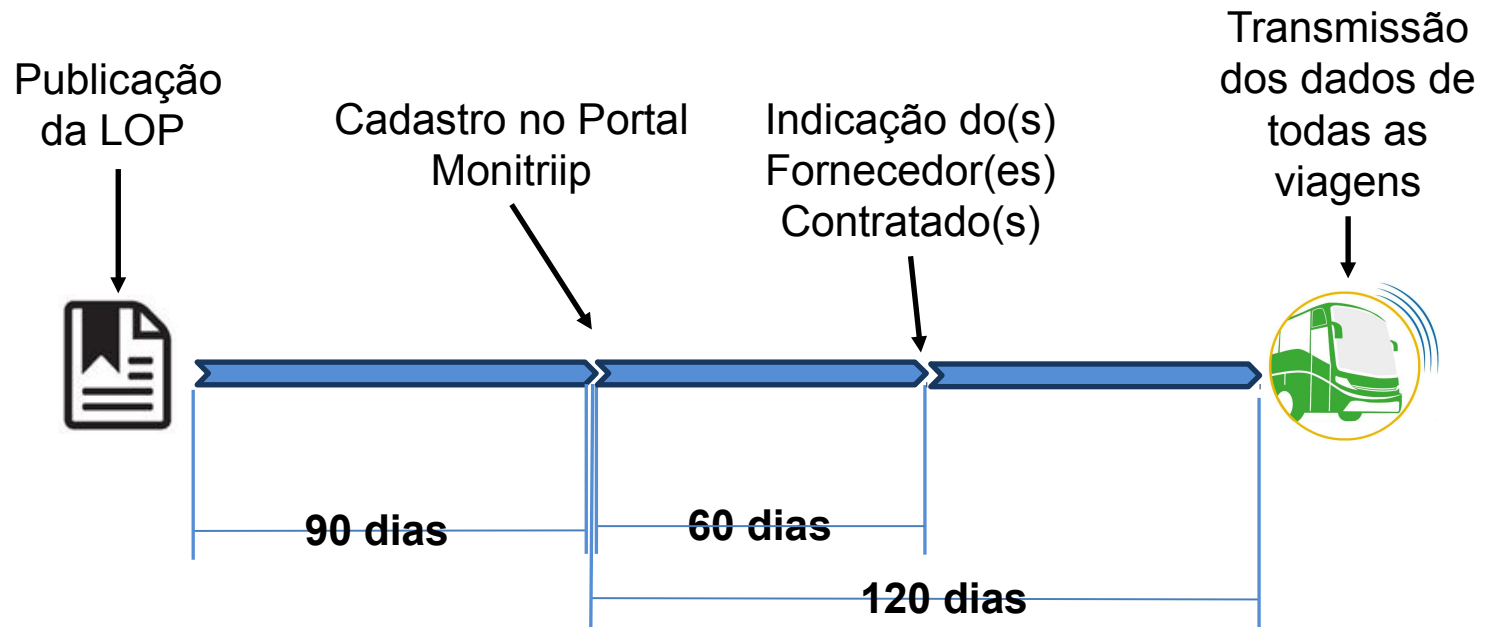 Publicação
da LOP
Cadastro no Portal
Monitriip
Indicação do(s)
Fornecedor(es)
Contratado(s)
Transmissão
dos dados de
todas as
viagens
90 dias
60 dias
120 dias